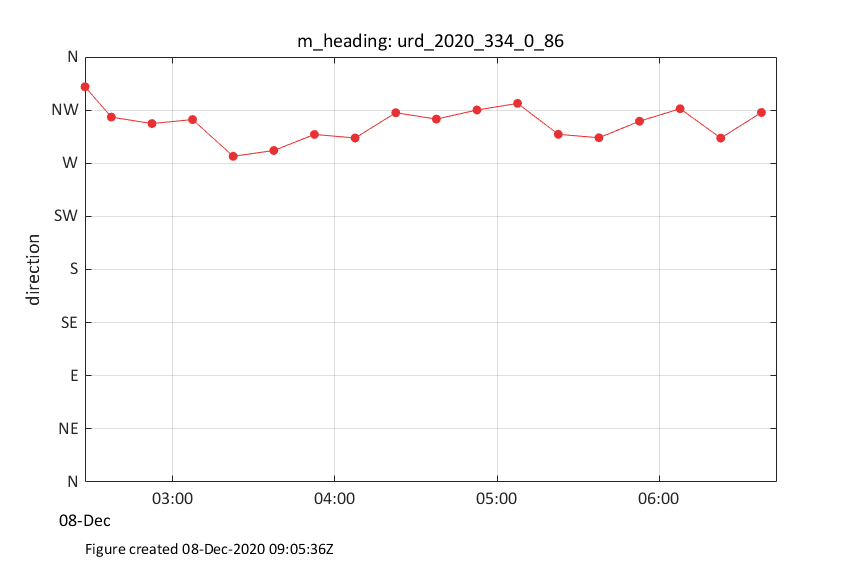 m_heading: urd_2020_334_0_86
N
NW
W
SW
S
SE
E
NE
N
direction
03:00 04:00 05:00 06:00
08-Dec
Figure created 08-Dec-2020 09:05:36Z